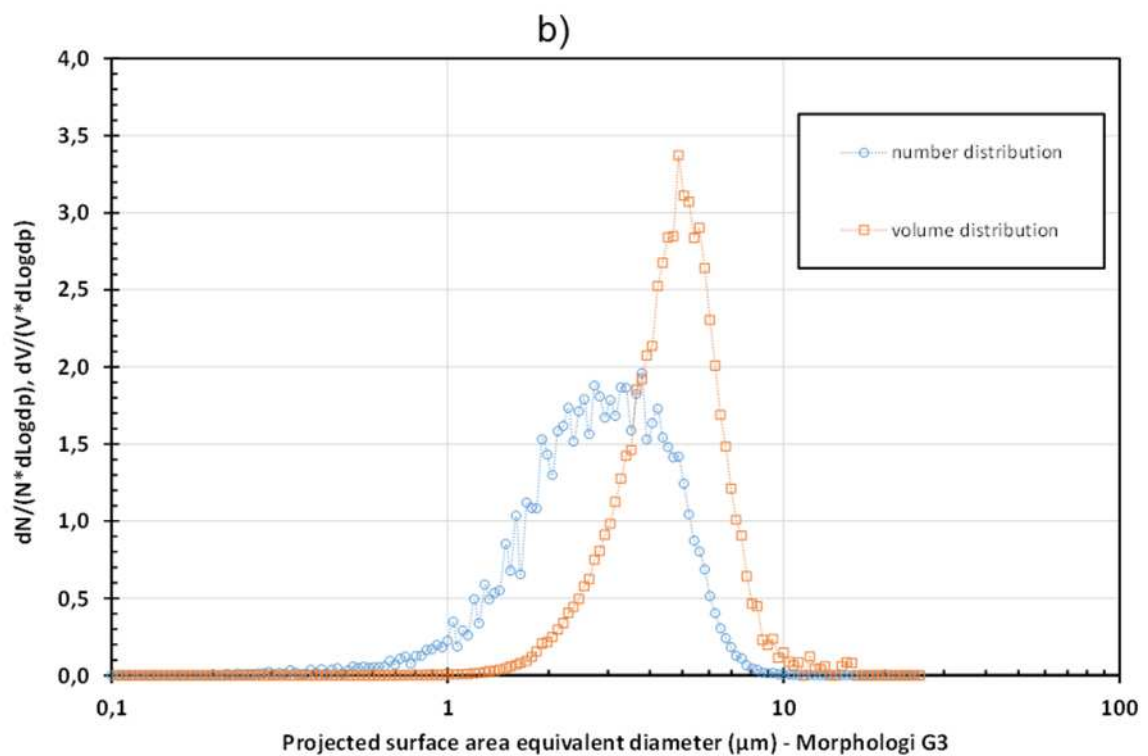 b)
4,0
3,5
3,0
2,5
2,0
1,5
1,0
0,5
0,0
dN/(N*dLogdp), dV/(V*dLogdp)
number distribution
volume distribution
0,1
1
10
100
Projected surface area equivalent diameter (µm) - Morphologi G3